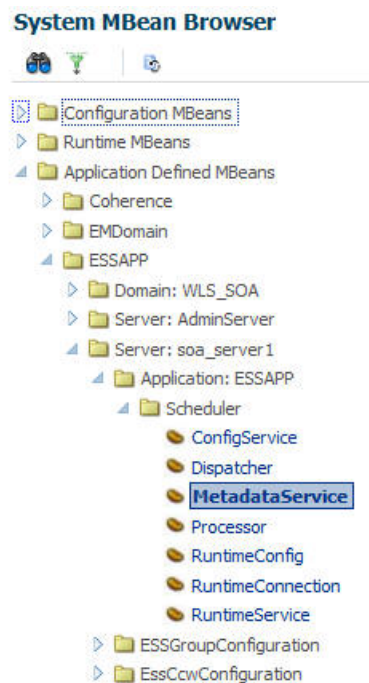 System MBean Browser
Configuration MBeans
Runtime MBeans
Application Defined MBeans
Coherence
EMDomain
ESSAPP
Domain: WLS_SOA
Server: AdminServer
Server: soa_server1
Application: ESSAPP
Scheduler
ConfigService
Dispatcher
MetadataService
Processor
RuntimeConfig
RuntimeConnection
RuntimeService
ESSGroupConfiguration
EssCcwConfiguration